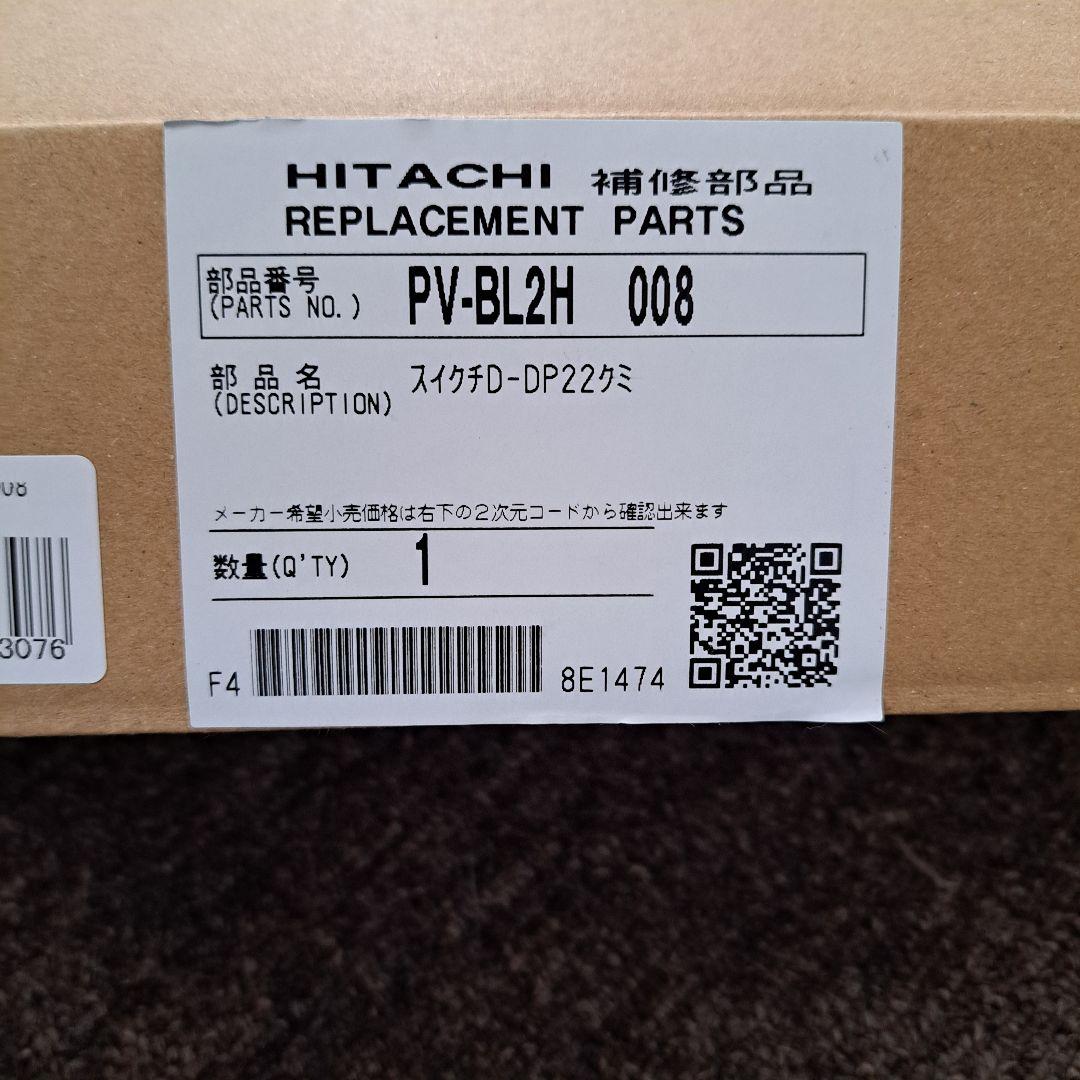 HITACHI 補修部品
REPLACEMENT PARTS
部品番号
(PARTS NO.)
PV-BL2H 008
部品名
(DESCRIPTION)
スイクチD-DP22クミ
メーカー希望小売価格は右下の2次元コードから確認出来ます
数量(Q'TY) 1
F4 8E1474
08
3076